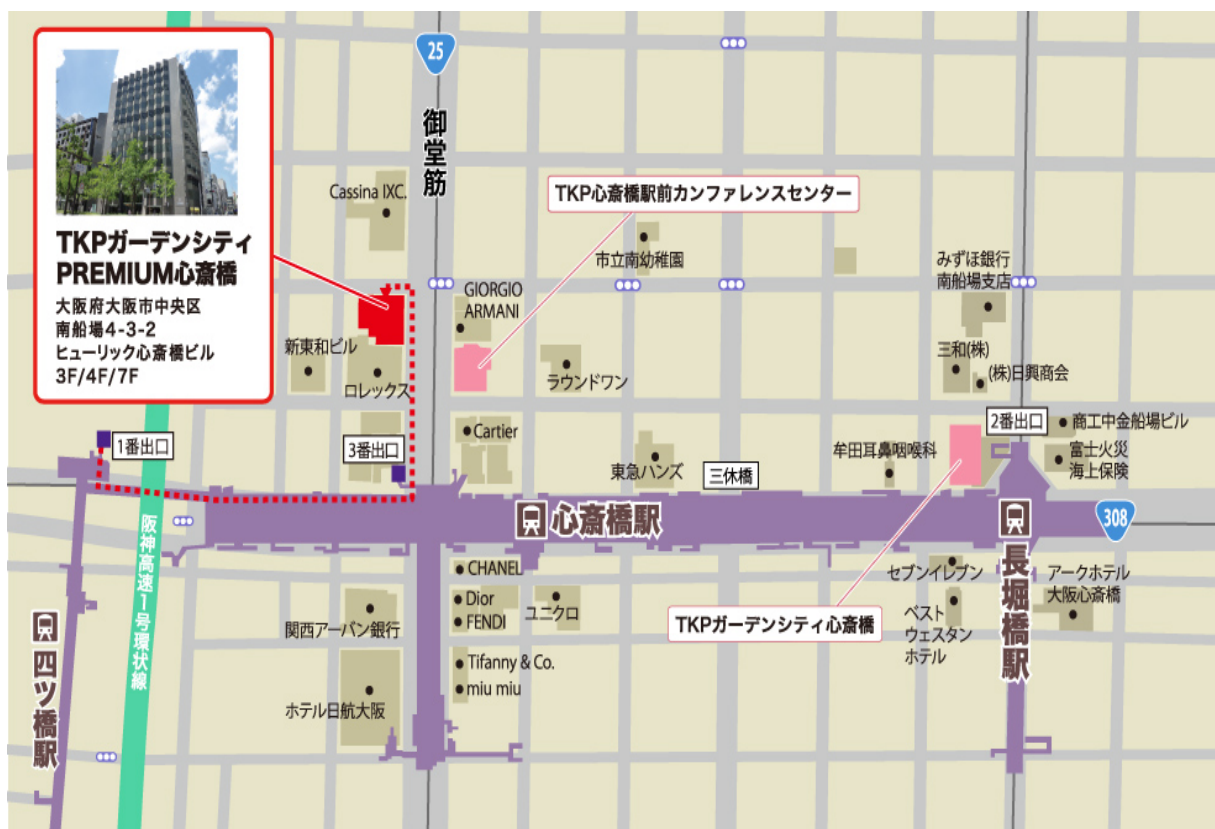 TKPガーデンシティ
PREMIUM心斎橋
大阪府大阪市中央区
南船場4-3-2
ヒューリック心斎橋ビル
3F/4F/7F
25
御堂筋
Cassina IXC.
TKP心斎橋駅前カンファレンスセンター
市立南幼稚園
みずほ銀行
南船場支店
GIORGIO
ARMANI
新東和ビル
ロレックス
ラウンドワン
三和(株)
(株)日興商会
1番出口
3番出口
Cartier
東急ハンズ
三休橋
牟田耳鼻咽喉科
2番出口
商工中金船場ビル
富士火災
海上保険
心斎橋駅
308
阪神高速1号環状線
四ツ橋駅
長堀橋駅
CHANEL
Dior
FENDI
ユニクロ
関西アーバン銀行
Tifanny & Co.
miu miu
ホテル日航大阪
TKPガーデンシティ心斎橋
セブンイレブン
ベスト
ウェスタン
ホテル
アークホテル
大阪心斎橋